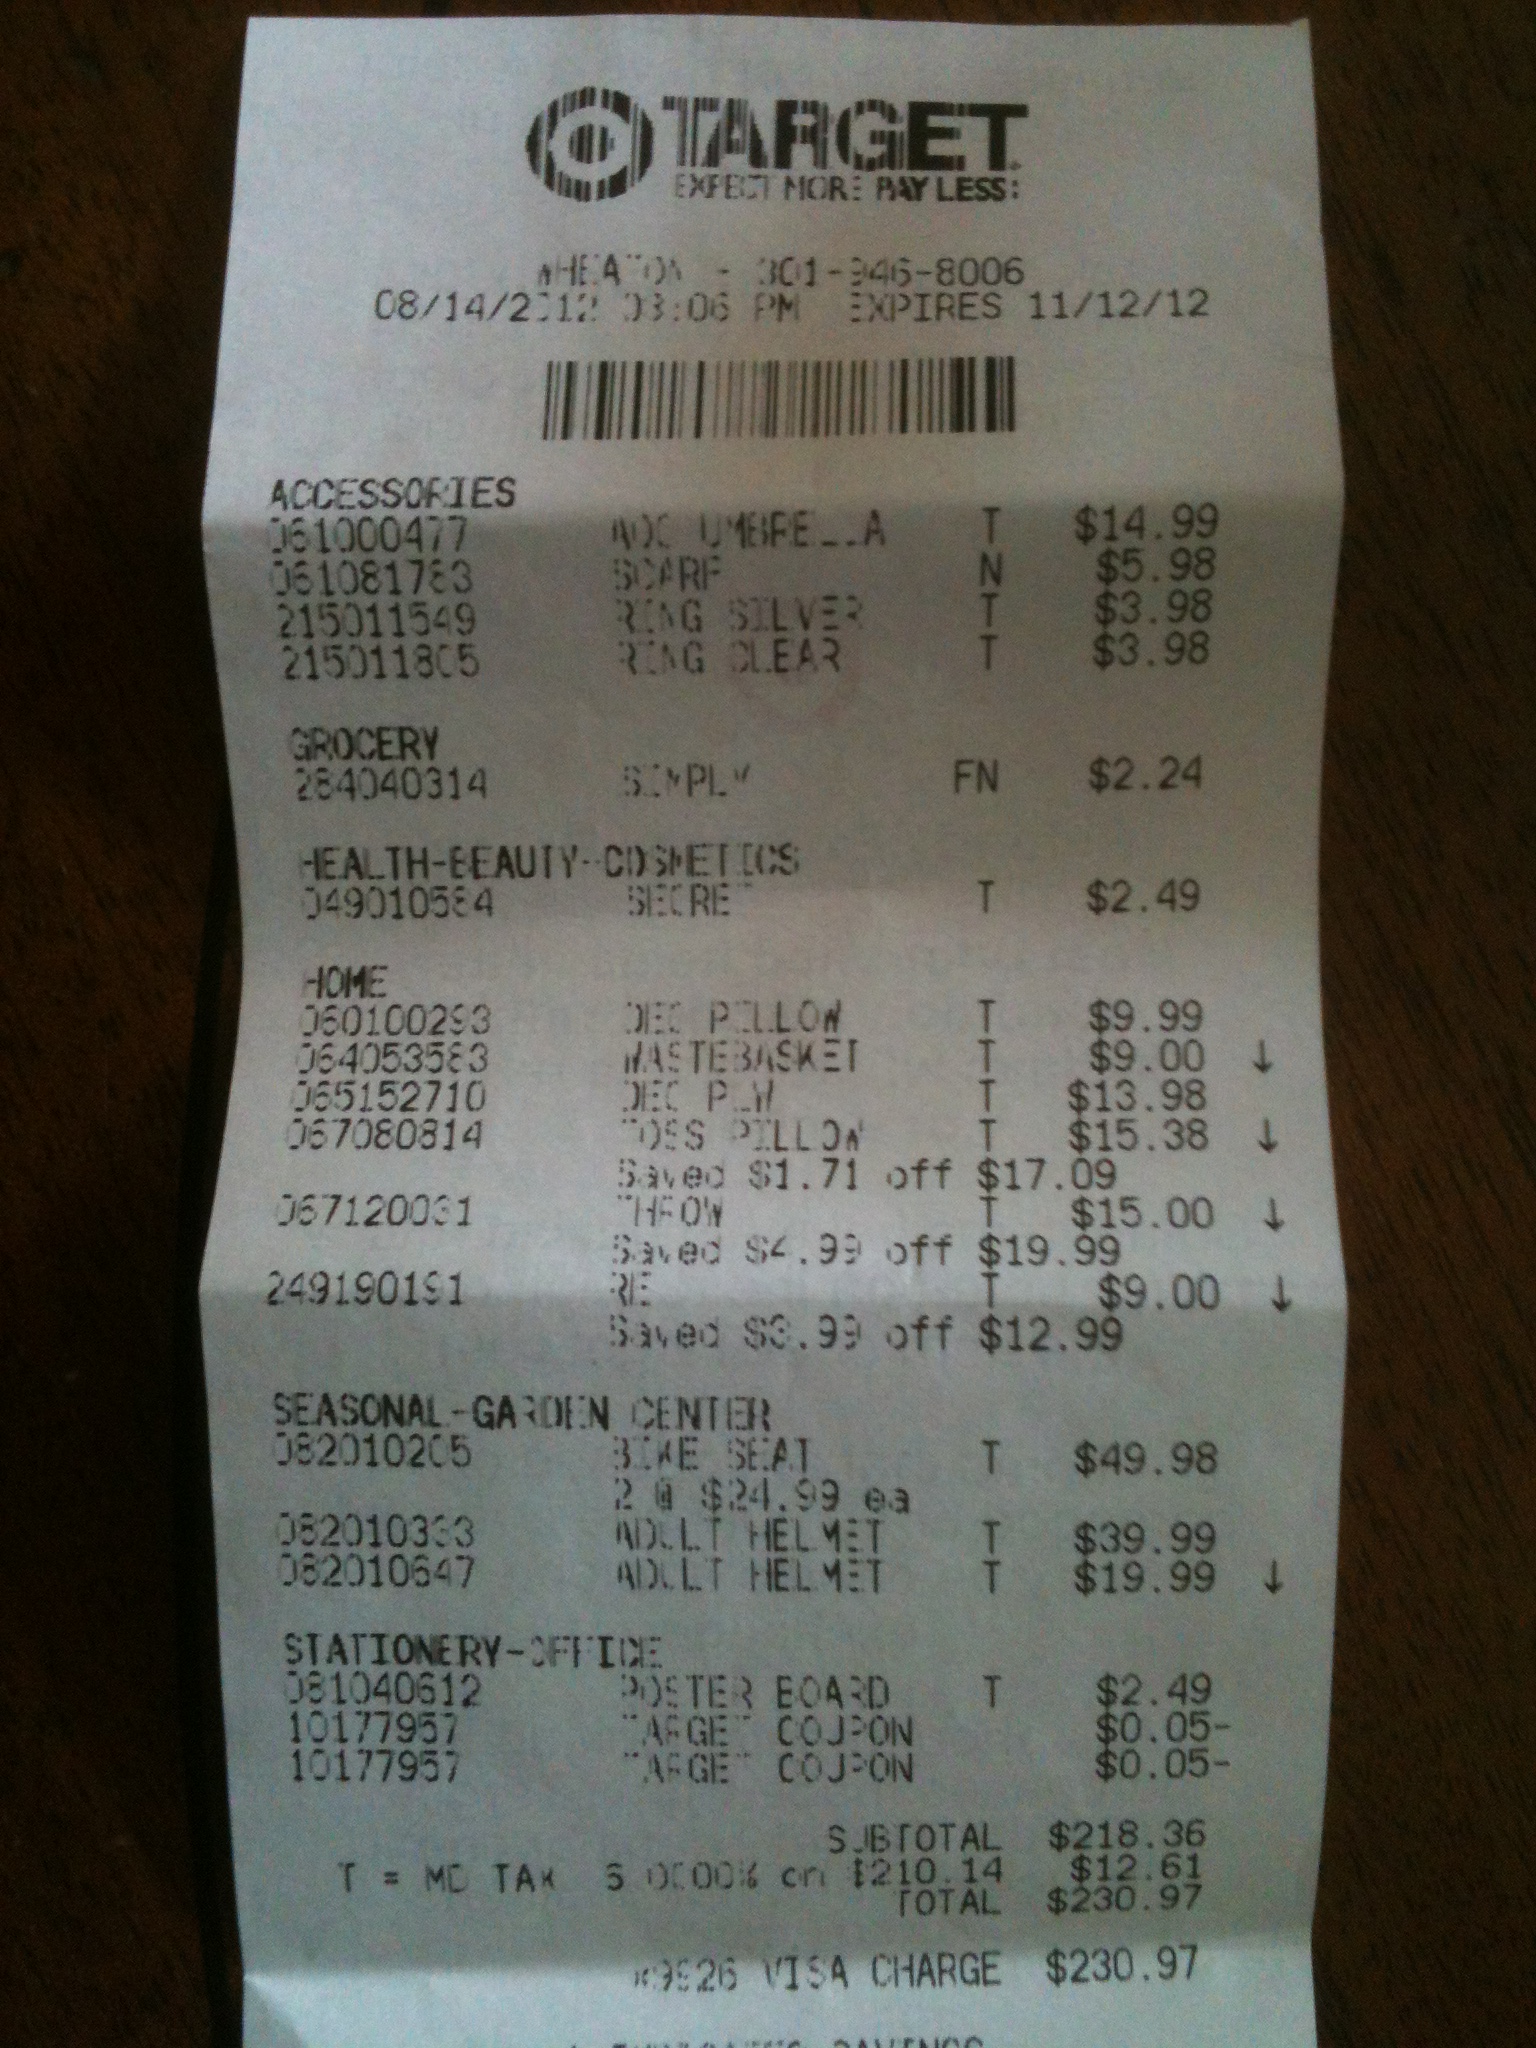 TARGET
EXPECT MORE PAY LESS
WHEATON - 301-946-8006
08/14/2012 03:06 PM EXPIRES 11/12/12
ACCESSORIES
061000477 AOC UMBRELLA T $14.99
061081783 SCARF N $5.98
215011549 RING SILVER T $3.98
215011805 RING CLEAR T $3.98
GROCERY
284040314 SIMPLY FN $2.24
HEALTH-BEAUTY-COSMETICS
049010584 SECRET T $2.49
HOME
060100293 DEC PILLOW T $9.99
064053583 WASTEBASKET T $9.00 ↓
065152710 DEC PLW T $13.98
067080814 TOSS PILLOW T $15.38 ↓
Saved $1.71 off $17.09
067120031 THROW T $15.00 ↓
Saved $4.99 off $19.99
249190191 RE T $9.00 ↓
Saved $3.99 off $12.99
SEASONAL-GARDEN CENTER
082010205 BIKE SEAT T $49.98
2 @ $24.99 ea
082010333 ADULT HELMET T $39.99
082010647 ADULT HELMET T $19.99 ↓
STATIONERY-OFFICE
081040612 POSTER BOARD T $2.49
10177957 TARGET COUPON $0.05-
10177957 TARGET COUPON $0.05-
SUBTOTAL $218.36
T = MD TAX 6.0000% on $210.14 $12.61
TOTAL $230.97
VISA CHARGE $230.97
SAVINGS